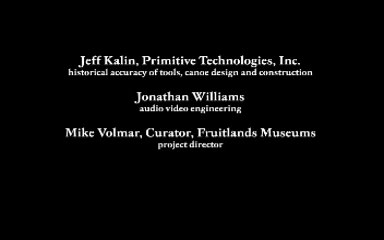 Jeff Kalin, Primitive Technologies, Inc.
historical accuracy of tools, canoe design and construction
Jonathan Williams
audio video engineering
Mike Volmar, Curator, Fruitlands Museums
project director